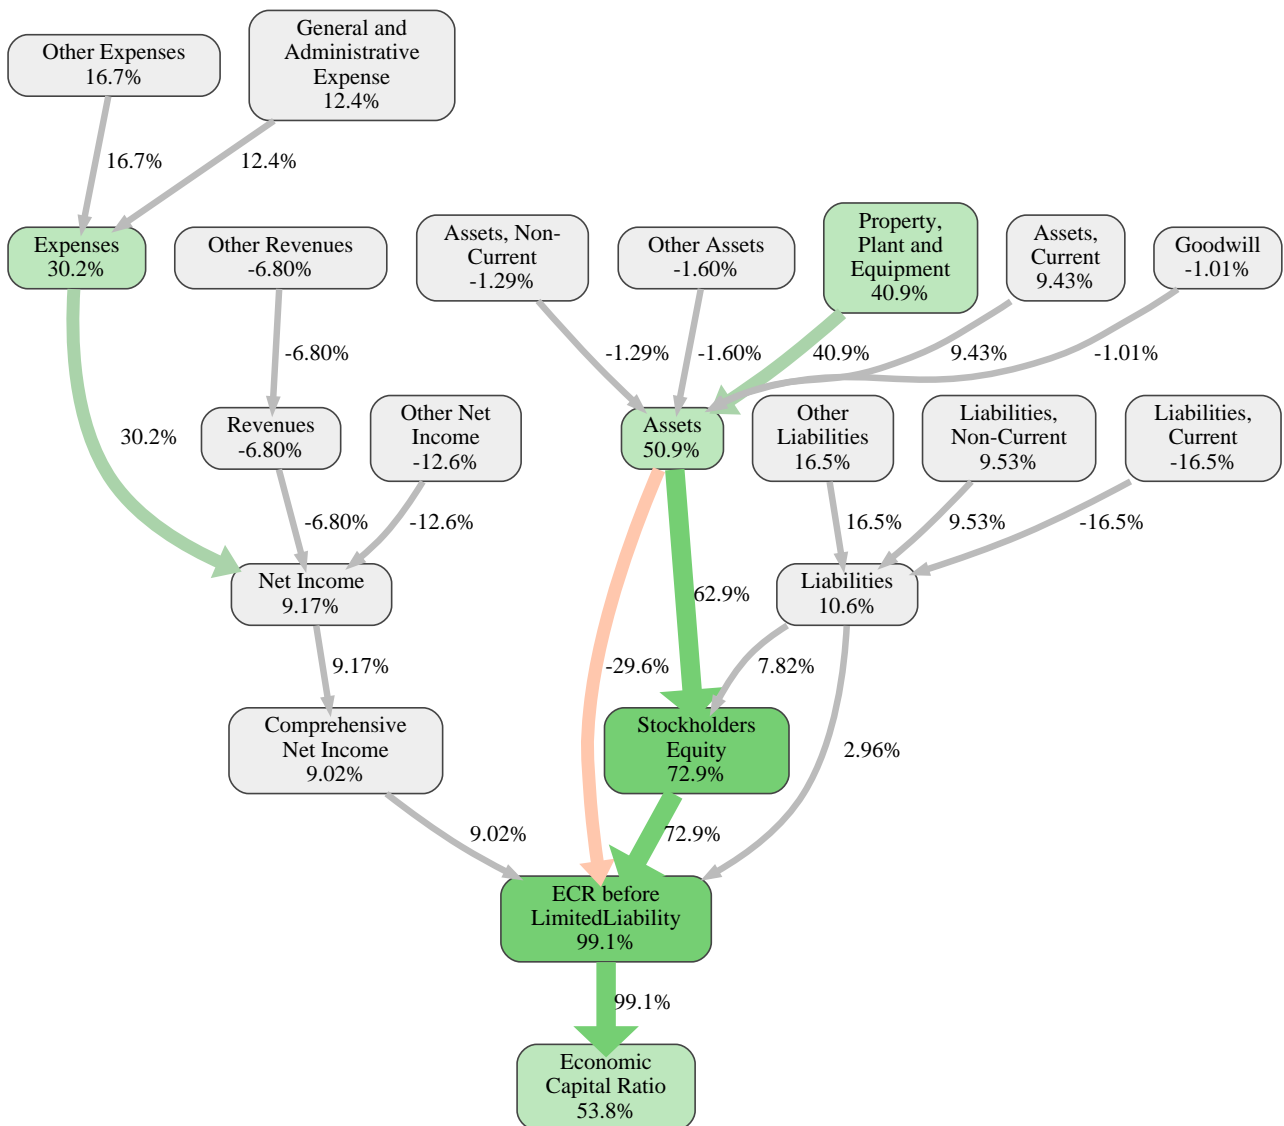 Other Expenses
16.7%
General and
Administrative
Expense
12.4%
16.7%
12.4%
Expenses
30.2%
Other Revenues
-6.80%
Assets, Non-
Current
-1.29%
Other Assets
-1.60%
Property,
Plant and
Equipment
40.9%
Assets,
Current
9.43%
Goodwill
-1.01%
-6.80%
-1.29%
-1.60%
40.9%
9.43%
-1.01%
30.2%
Revenues
-6.80%
Other Net
Income
-12.6%
Assets
50.9%
Other
Liabilities
16.5%
Liabilities,
Non-Current
9.53%
Liabilities,
Current
-16.5%
-6.80%
-12.6%
16.5%
9.53%
-16.5%
Net Income
9.17%
62.9%
Liabilities
10.6%
9.17%
-29.6%
7.82%
Comprehensive
Net Income
9.02%
Stockholders
Equity
72.9%
2.96%
9.02%
72.9%
ECR before
LimitedLiability
99.1%
99.1%
Economic
Capital Ratio
53.8%